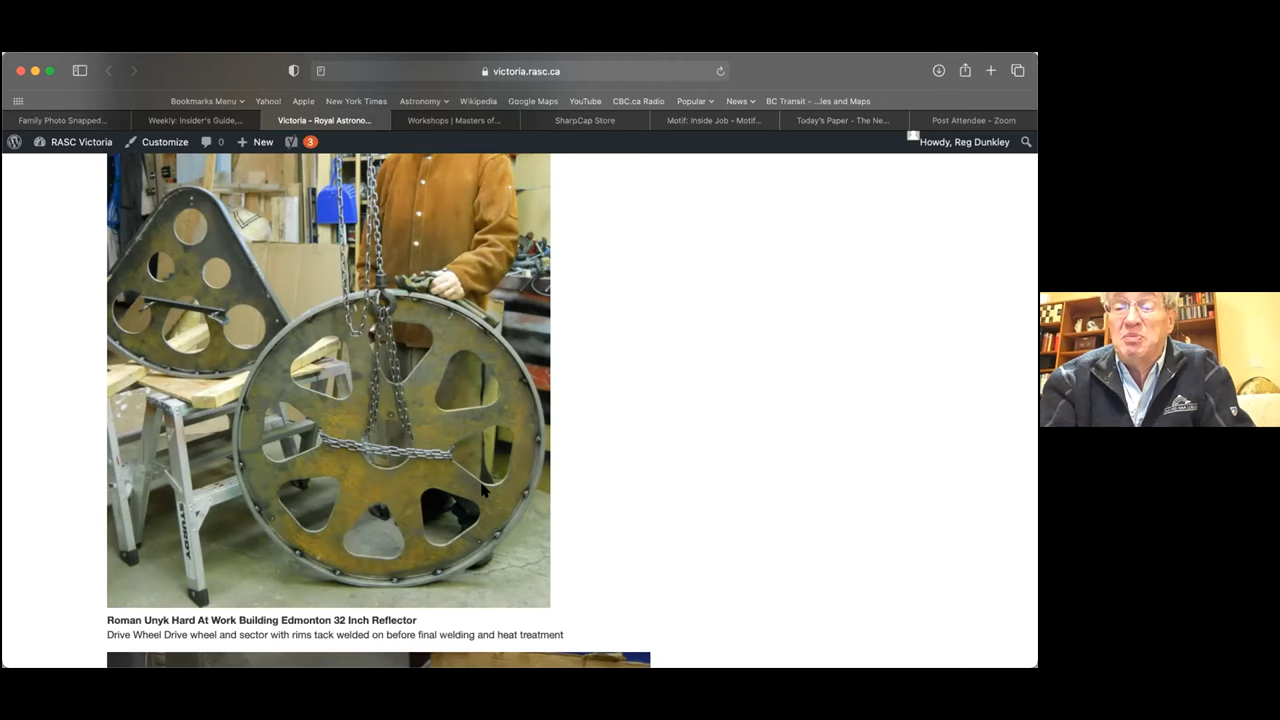 victoria.rasc.ca
Bookmarks Menu Yahoo! Apple New York Times Astronomy Wikipedia Google Maps YouTube CBC.ca Radio Popular News BC Transit - ...les and Maps
Family Photo Snapped... Weekly: Insider's Guide,... Victoria - Royal Astrono... Workshops | Masters of... SharpCap Store Motif: Inside Job - Motif... Today's Paper - The Ne... Post Attendee - Zoom
RASC Victoria Customize 0 New 3 Howdy, Reg Dunkley
STURDY
Roman Unyk Hard At Work Building Edmonton 32 Inch Reflector
Drive Wheel Drive wheel and sector with rims tack welded on before final welding and heat treatment